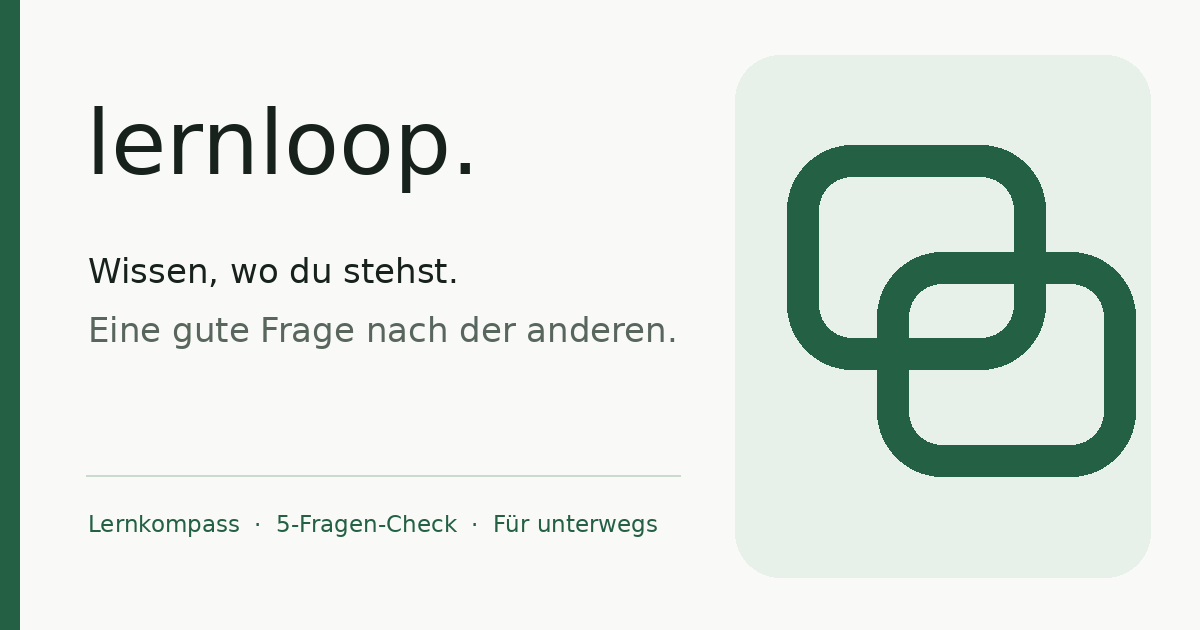 lernloop.
Wissen, wo du stehst.
Eine gute Frage nach der anderen.
Lernkompass · 5-Fragen-Check · Für unterwegs